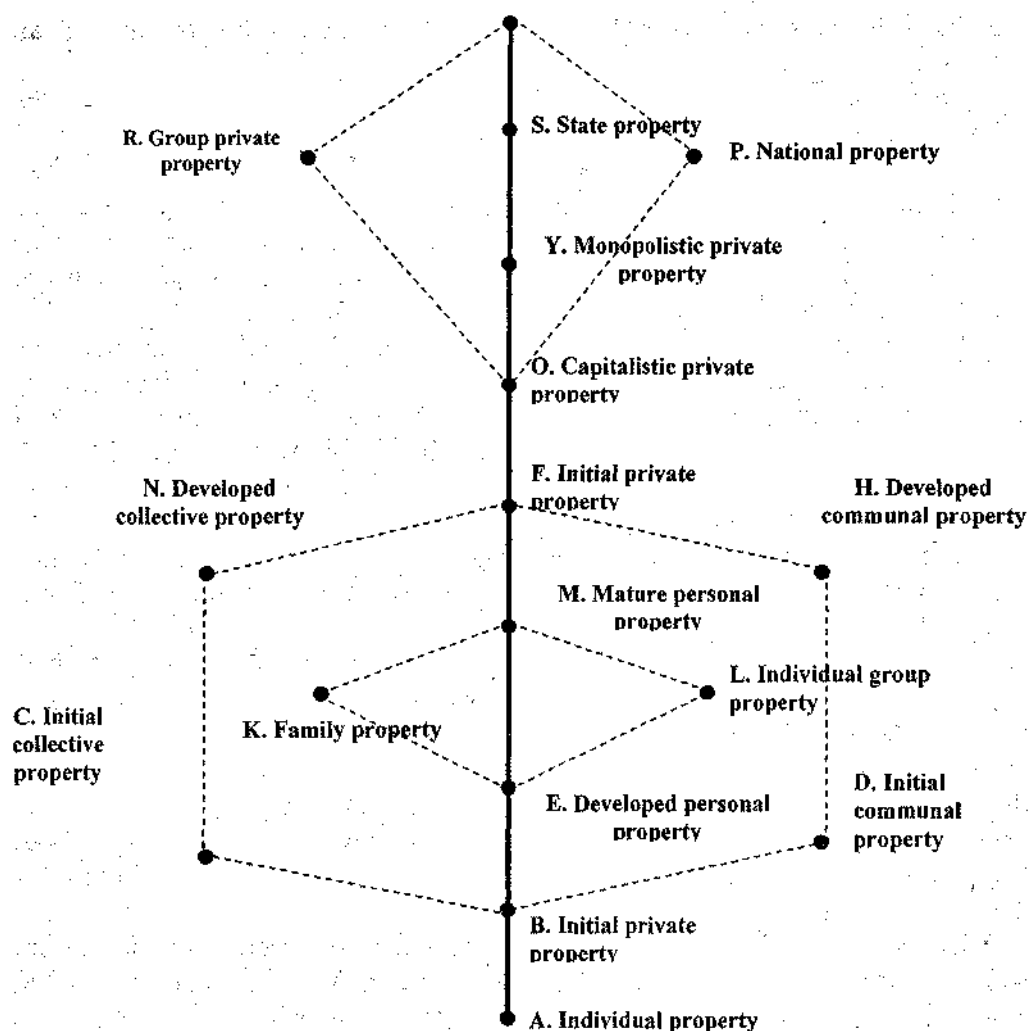 S. State property
R. Group private
property
P. National property
Y. Monopolistic private
property
O. Capitalistic private
property
F. Initial private
property
N. Developed
collective property
H. Developed
communal property
M. Mature personal
property
L. Individual group
property
K. Family property
C. Initial
collective
property
E. Developed personal
property
D. Initial
communal
property
B. Initial private
property
A. Individual property